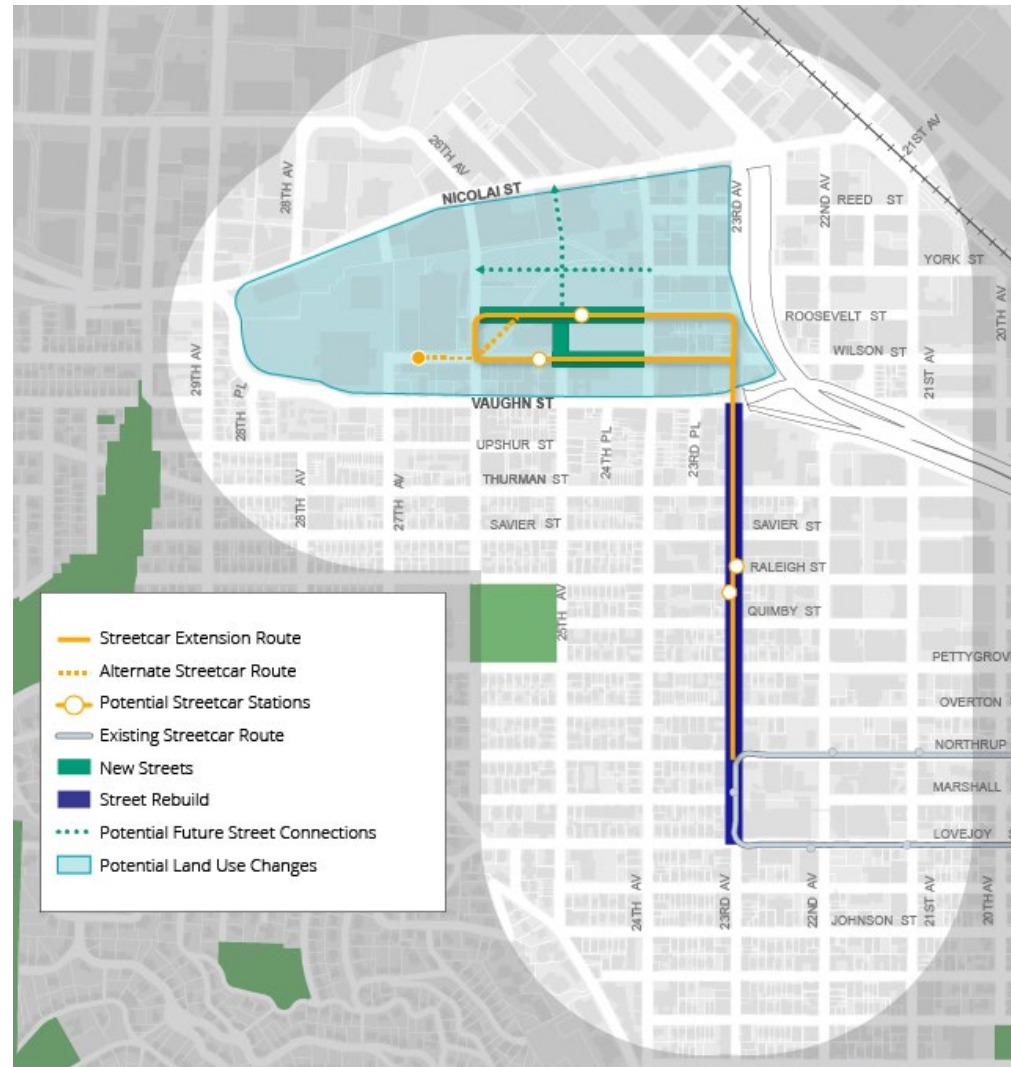 21ST AV
26TH AV
28TH AV
NICOLAI ST
23RD AV
22ND AV
REED ST
YORK ST
20TH AV
ROOSEVELT ST
WILSON ST
21ST AV
29TH AV
28TH PL
VAUGHN ST
UPSHUR ST
24TH PL
23RD PL
THURMAN ST
28TH AV
27TH AV
SAVIER ST
SAVIER ST
RALEIGH ST
25TH AV
QUIMBY ST
Streetcar Extension Route
Alternate Streetcar Route
Potential Streetcar Stations
Existing Streetcar Route
New Streets
Street Rebuild
Potential Future Street Connections
Potential Land Use Changes
OVERTON
NORTHRUP
MARSHALL
LOVEJOY
24TH AV
23RD AV
22ND AV
21ST AV
20TH AV
JOHNSON ST